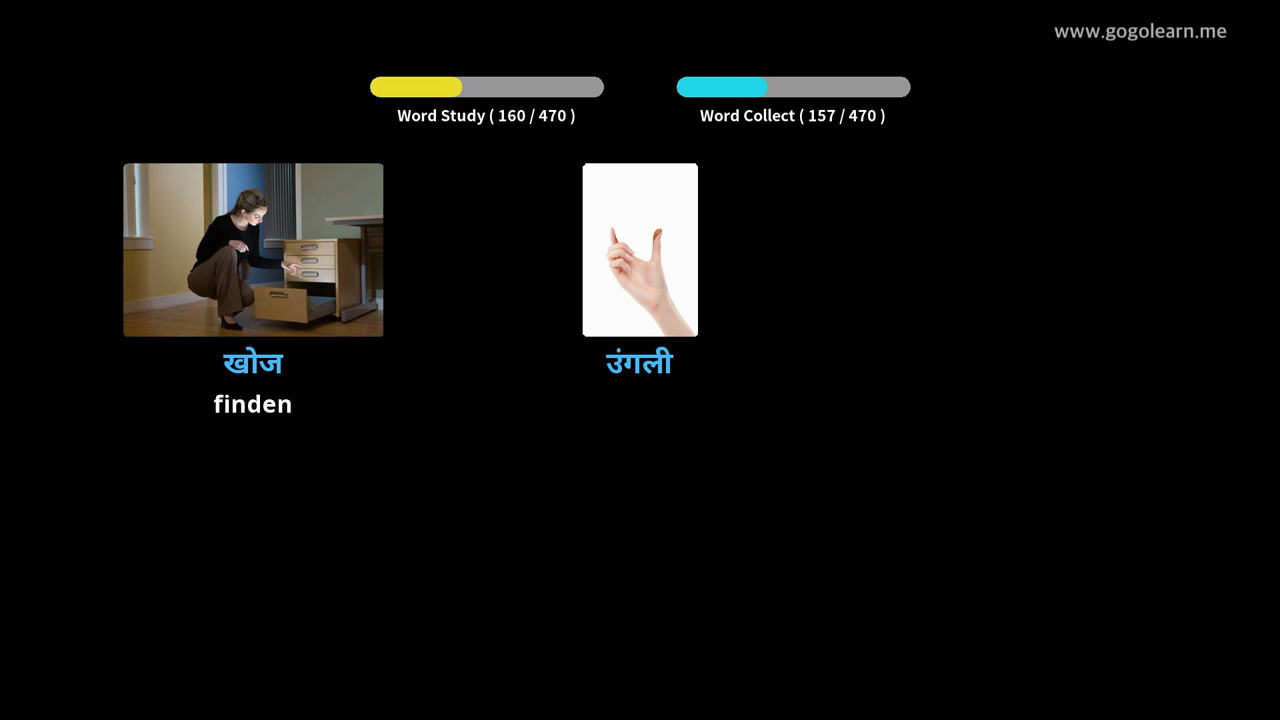 www.gogolearn.me
Word Study ( 160 / 470 )
Word Collect ( 157 / 470 )
खोज
उंगली
finden